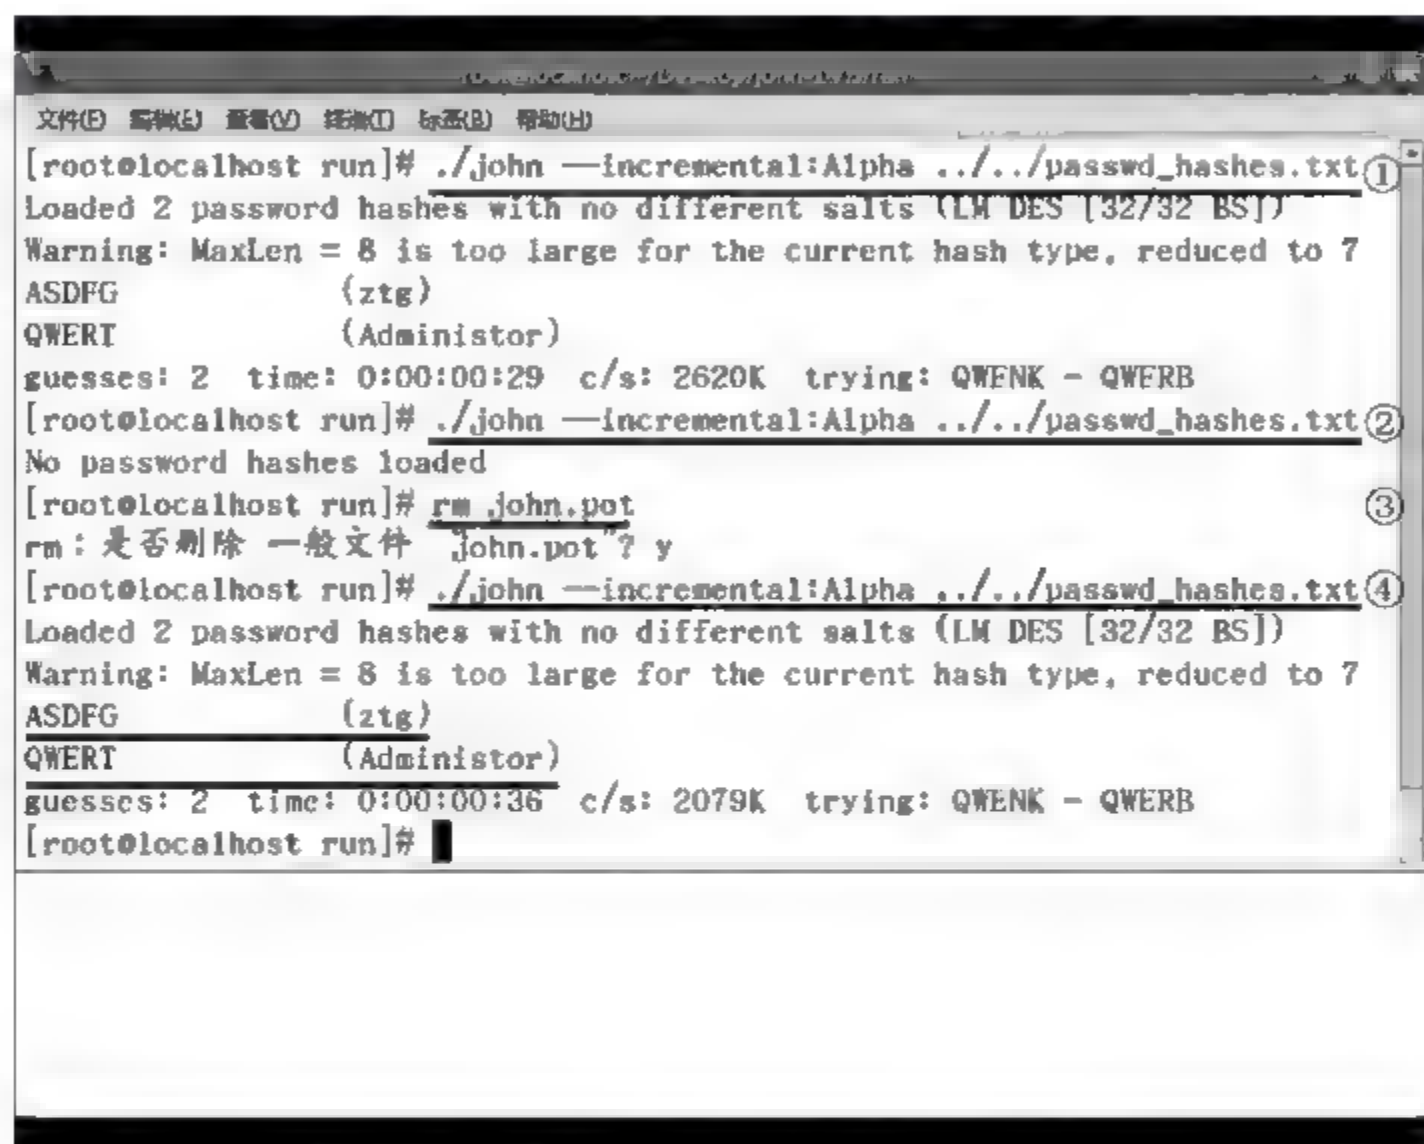 文件(F) 编辑(E) 查看(V) 终端(T) 标签(B) 帮助(H)
[root@localhost run]# ./john —incremental:Alpha ../../passwd_hashes.txt①
Loaded 2 password hashes with no different salts (LM DES [32/32 BS])
Warning: MaxLen = 8 is too large for the current hash type, reduced to 7
ASDFG (ztg)
QWERT (Administor)
guesses: 2 time: 0:00:00:29 c/s: 2620K trying: QWENK - QWERB
[root@localhost run]# ./john —incremental:Alpha ../../passwd_hashes.txt②
No password hashes loaded
[root@localhost run]# rm john.pot ③
rm：是否删除 一般文件 "john.pot"? y
[root@localhost run]# ./john —incremental:Alpha ../../passwd_hashes.txt④
Loaded 2 password hashes with no different salts (LM DES [32/32 BS])
Warning: MaxLen = 8 is too large for the current hash type, reduced to 7
ASDFG (ztg)
QWERT (Administor)
guesses: 2 time: 0:00:00:36 c/s: 2079K trying: QWENK - QWERB
[root@localhost run]#